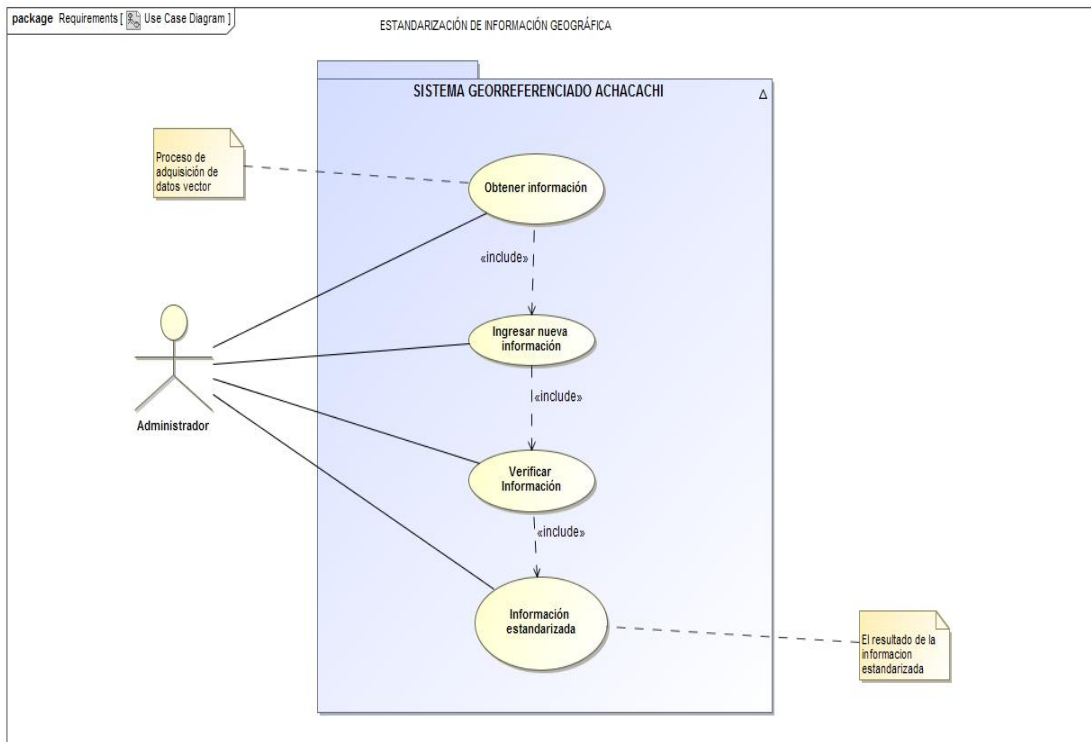 package Requirements [ Use Case Diagram ]
ESTANDARIZACIÓN DE INFORMACIÓN GEOGRÁFICA
SISTEMA GEORREFERENCIADO ACHACACHI
Proceso de
adquisición de
datos vector
Obtener información
«include»
Ingresar nueva
información
«include»
Administrador
Verificar
Información
«include»
Información
estandarizada
El resultado de la
informacion
estandarizada